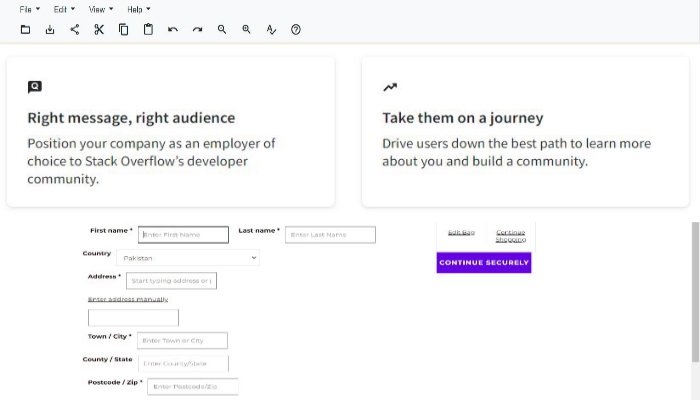 File Edit View Help
Right message, right audience
Position your company as an employer of
choice to Stack Overflow's developer
community.
Take them on a journey
Drive users down the best path to learn more
about you and build a community.
First name * Enter First Name Last name * Enter Last Name
Country Pakistan
Address * Start typing address or p
Enter address manually
Town / City * Enter Town or City
County / State Enter County/State
Postcode / Zip * Enter Postcode/Zip
Edit Bag
Continue
Shopping
CONTINUE SECURELY